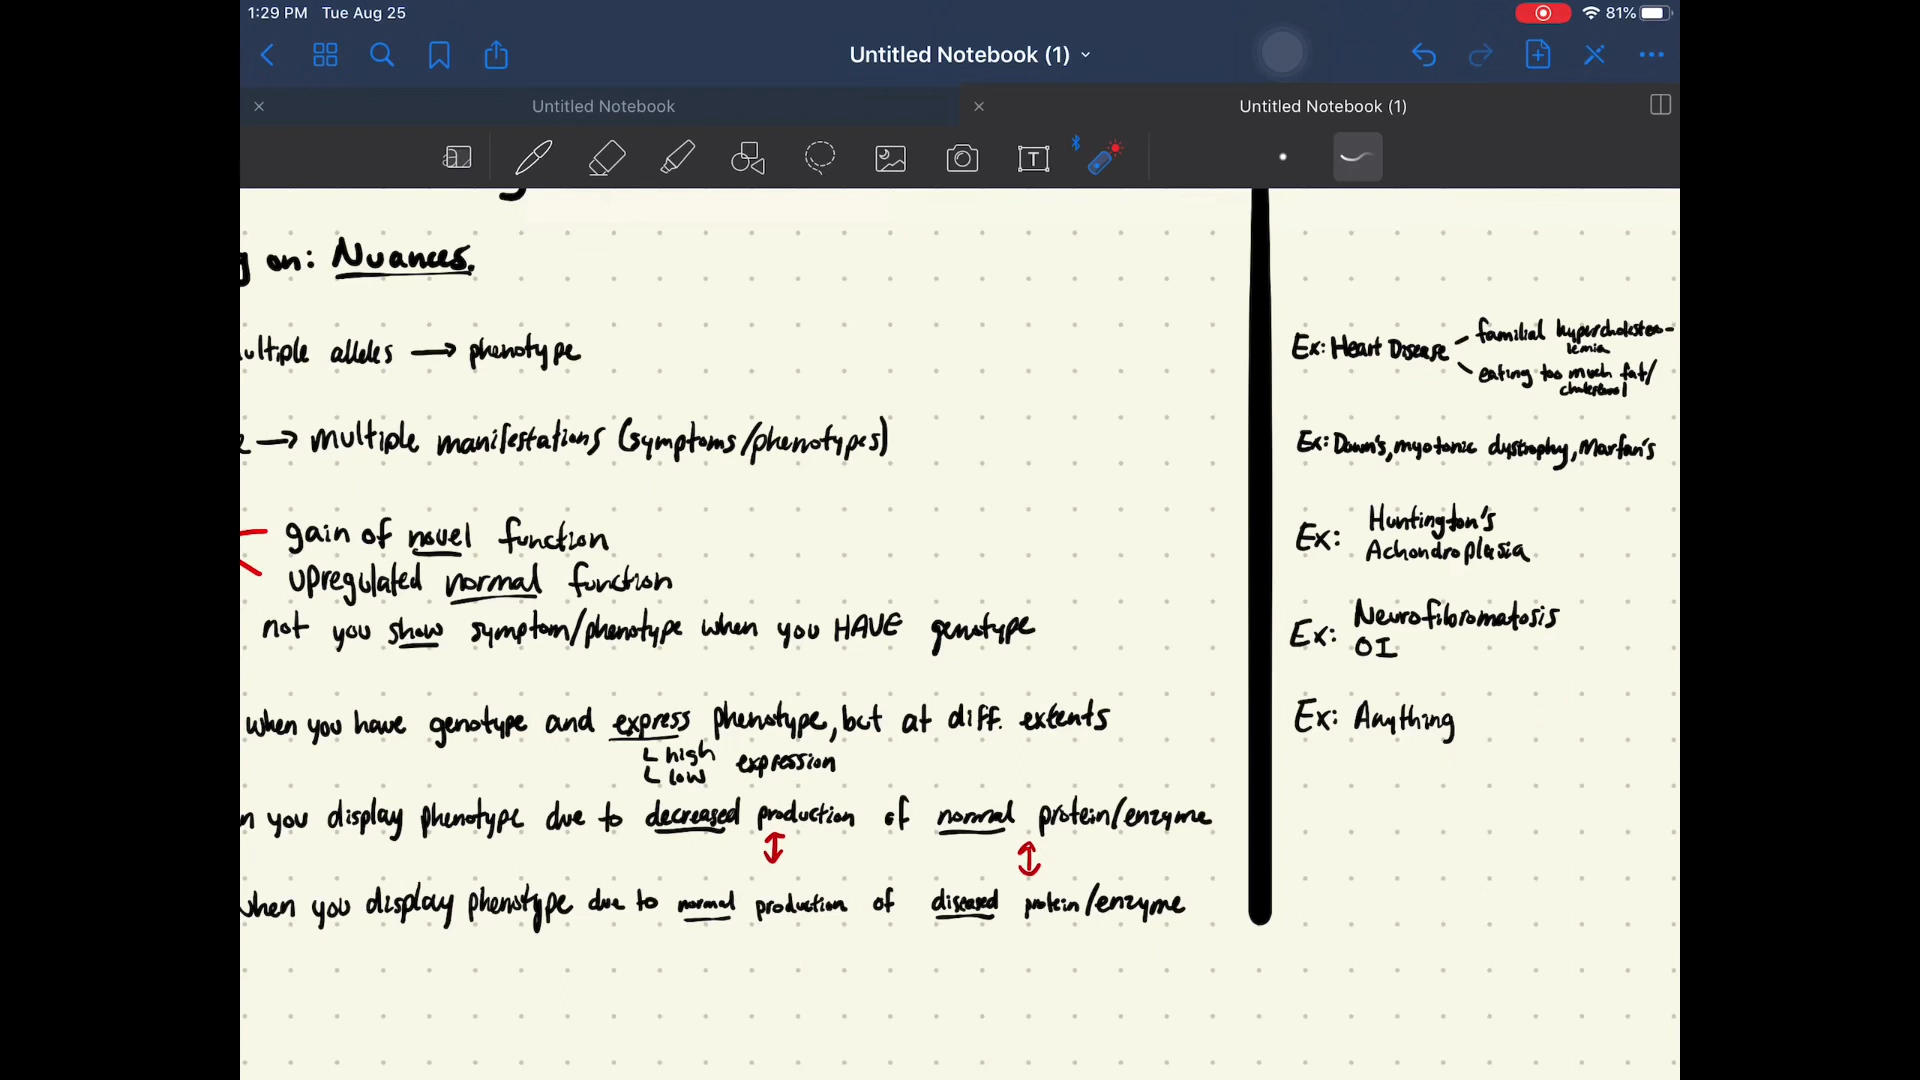 1:29 PM Tue Aug 25
81%
Untitled Notebook (1)
Untitled Notebook
Untitled Notebook (1)
T
on: Nuances.
ultiple alleles → phenotype
→ multiple manifestations (symptoms/phenotypes)
gain of novel function
upregulated normal function
not you show symptom/phenotype when you HAVE genotype
when you have genotype and express phenotype, but at diff. extents
high
low expression
n you display phenotype due to decreased production of normal protein/enzyme
when you display phenotype due to normal production of diseased protein/enzyme
Ex: Heart Disease
familial hypercholester-
lemia
eating too much fat/
cholesterol
Ex: Down's, myotonic dystrophy, Marfan's
Ex: Huntington's
Achondroplasia
Ex: Neurofibromatosis
OI
Ex: Anything